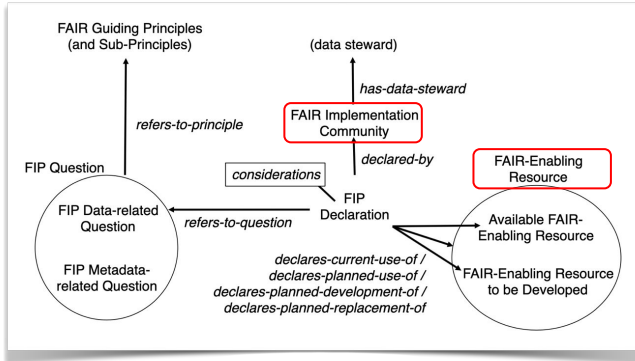 FAIR Guiding Principles
(and Sub-Principles)
(data steward)
has-data-steward
FAIR Implementation
Community
refers-to-principle
declared-by
FIP Question
considerations
FAIR-Enabling
Resource
FIP
Declaration
FIP Data-related
Question
refers-to-question
Available FAIR-
Enabling Resource
FIP Metadata-
related Question
declares-current-use-of /
declares-planned-use-of /
declares-planned-development-of /
declares-planned-replacement-of
FAIR-Enabling Resource
to be Developed